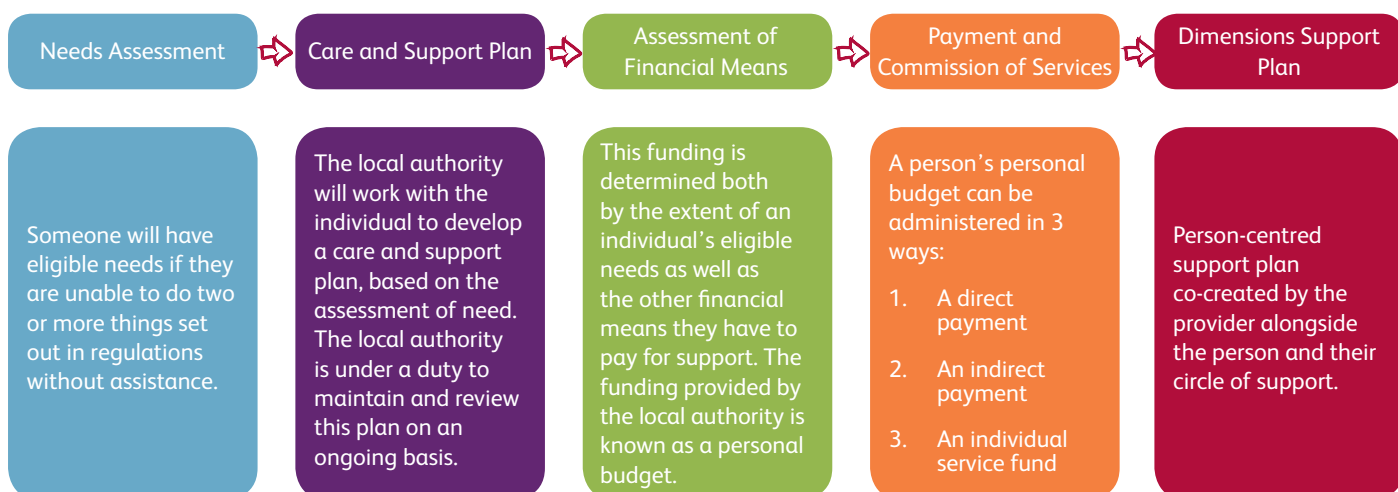 Needs Assessment
Care and Support Plan
Assessment of
Financial Means
Payment and
Commission of Services
Dimensions Support
Plan
Someone will have
eligible needs if they
are unable to do two
or more things set
out in regulations
without assistance.
The local authority
will work with the
individual to develop
a care and support
plan, based on the
assessment of need.
The local authority
is under a duty to
maintain and review
this plan on an
ongoing basis.
This funding is
determined both
by the extent of an
individual’s eligible
needs as well as
the other financial
means they have to
pay for support. The
funding provided by
the local authority is
known as a personal
budget.
A person’s personal
budget can be
administered in 3
ways:
1. A direct
payment
2. An indirect
payment
3. An individual
service fund
Person-centred
support plan
co-created by the
provider alongside
the person and their
circle of support.